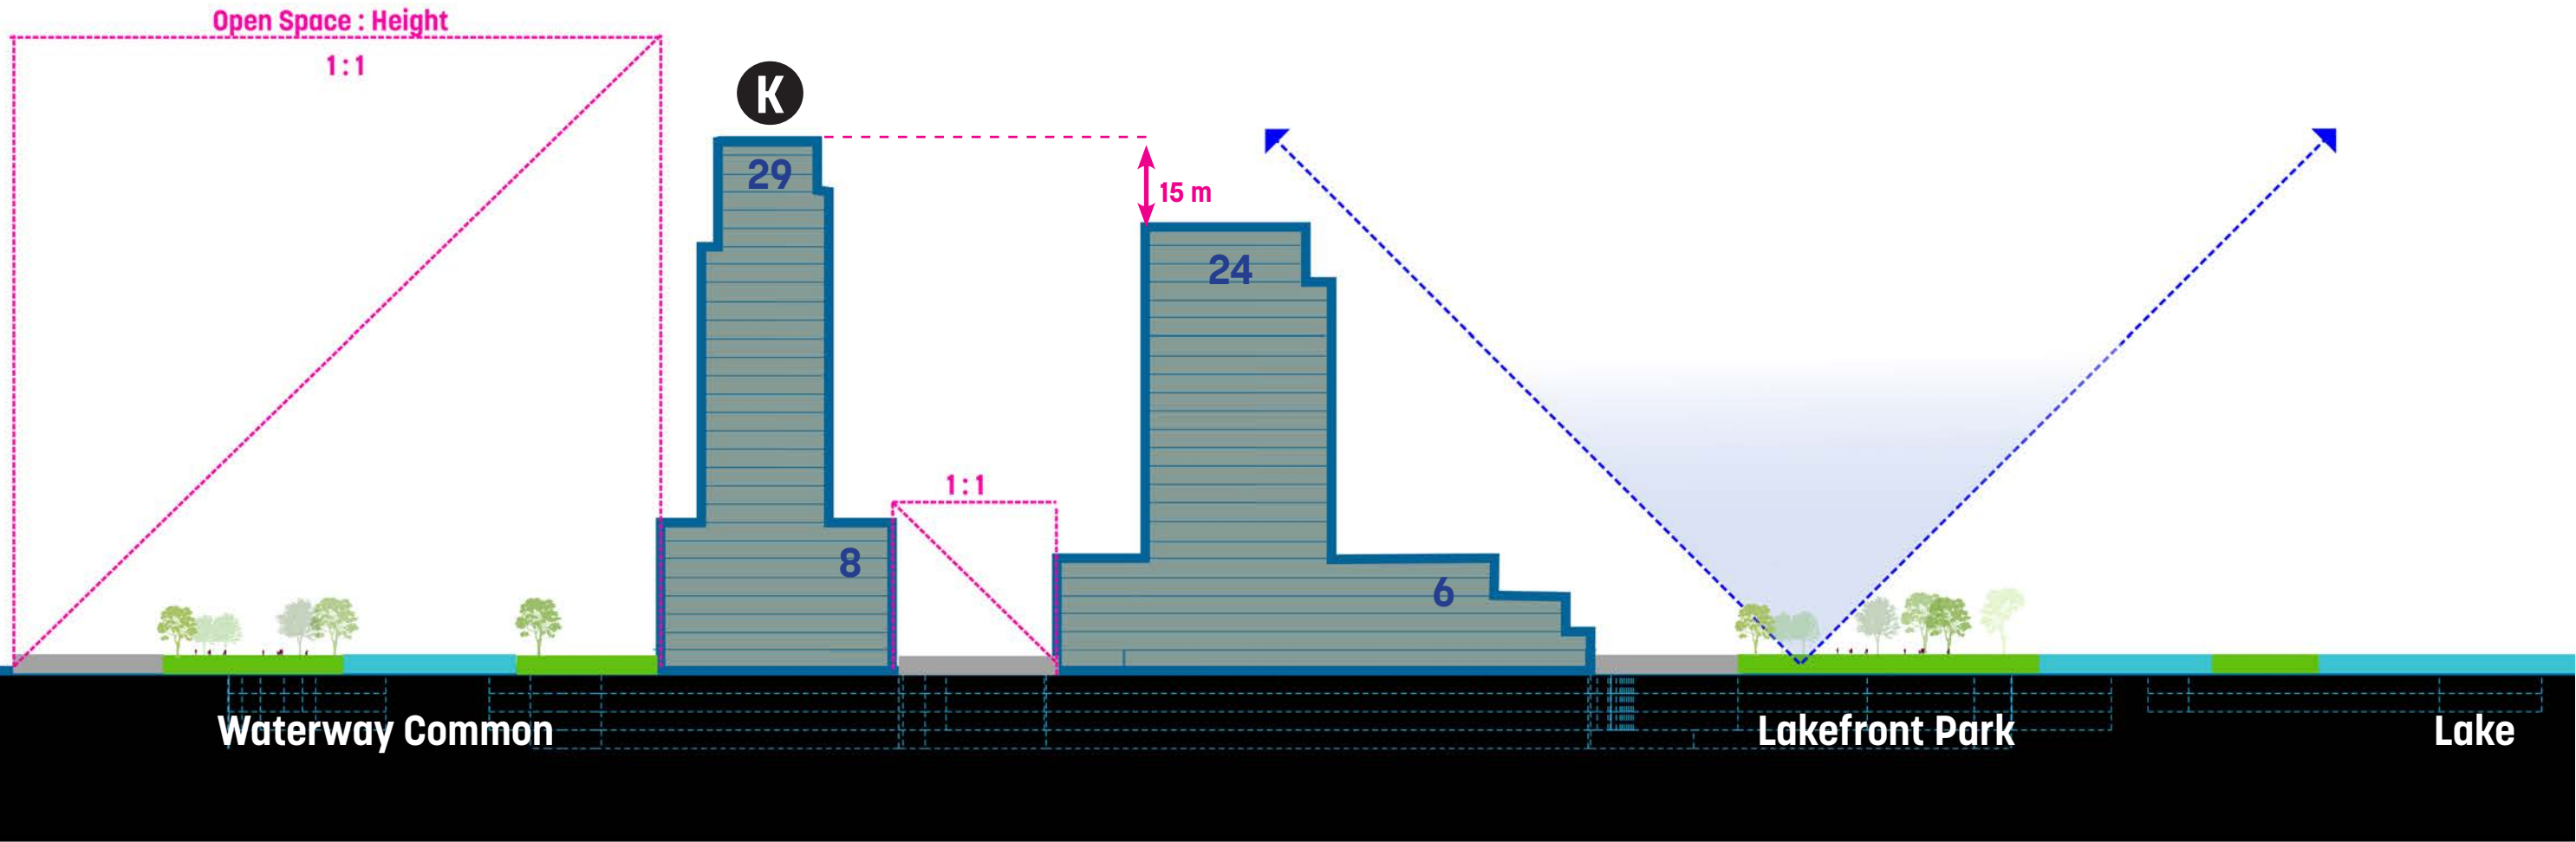 Open Space : Height
1 : 1
K
29
15 m
24
1 : 1
8
6
Waterway Common
Lakefront Park
Lake